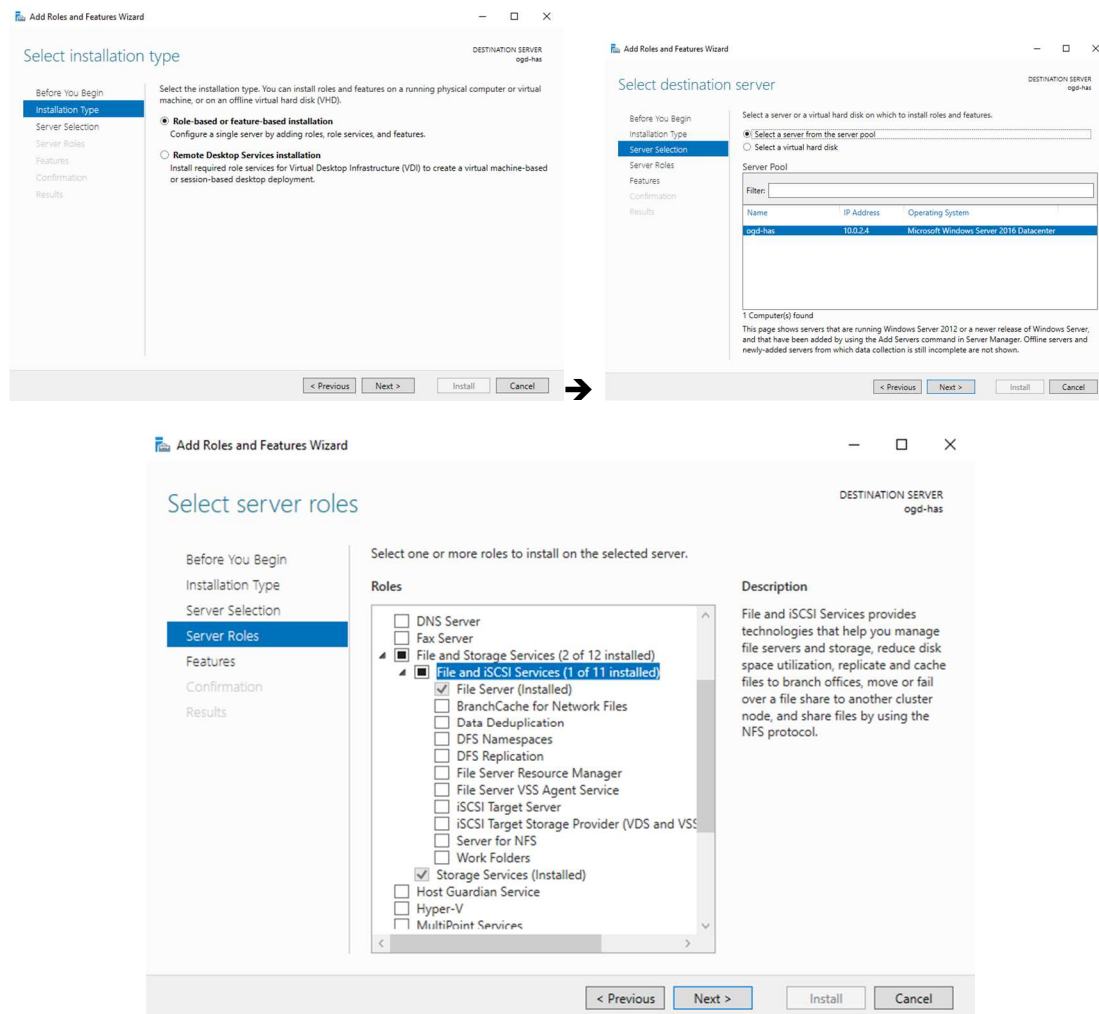 Add Roles and Features Wizard
Select installation type
DESTINATION SERVER
ogd-has
Before You Begin
Installation Type
Server Selection
Server Roles
Features
Confirmation
Results
Select the installation type. You can install roles and features on a running physical computer or virtual
machine, or on an offline virtual hard disk (VHD).
Role-based or feature-based installation
Configure a single server by adding roles, role services, and features.
Remote Desktop Services installation
Install required role services for Virtual Desktop Infrastructure (VDI) to create a virtual machine-based
or session-based desktop deployment.
< Previous Next > Install Cancel
Add Roles and Features Wizard
Select destination server
DESTINATION SERVER
ogd-has
Before You Begin
Installation Type
Server Selection
Server Roles
Features
Confirmation
Results
Select a server or a virtual hard disk on which to install roles and features.
Select a server from the server pool
Select a virtual hard disk
Server Pool
Filter:
Name IP Address Operating System
ogd-has 10.0.2.4 Microsoft Windows Server 2016 Datacenter
1 Computer(s) found
This page shows servers that are running Windows Server 2012 or a newer release of Windows Server,
and that have been added by using the Add Servers command in Server Manager. Offline servers and
newly-added servers from which data collection is still incomplete are not shown.
< Previous Next > Install Cancel
Add Roles and Features Wizard
Select server roles
DESTINATION SERVER
ogd-has
Before You Begin
Installation Type
Server Selection
Server Roles
Features
Confirmation
Results
Select one or more roles to install on the selected server.
Roles
DNS Server
Fax Server
File and Storage Services (2 of 12 installed)
File and iSCSI Services (1 of 11 installed)
File Server (Installed)
BranchCache for Network Files
Data Deduplication
DFS Namespaces
DFS Replication
File Server Resource Manager
File Server VSS Agent Service
iSCSI Target Server
iSCSI Target Storage Provider (VDS and VSS
Server for NFS
Work Folders
Storage Services (Installed)
Host Guardian Service
Hyper-V
MultiPoint Services
Description
File and iSCSI Services provides
technologies that help you manage
file servers and storage, reduce disk
space utilization, replicate and cache
files to branch offices, move or fail
over a file share to another cluster
node, and share files by using the
NFS protocol.
< Previous Next > Install Cancel